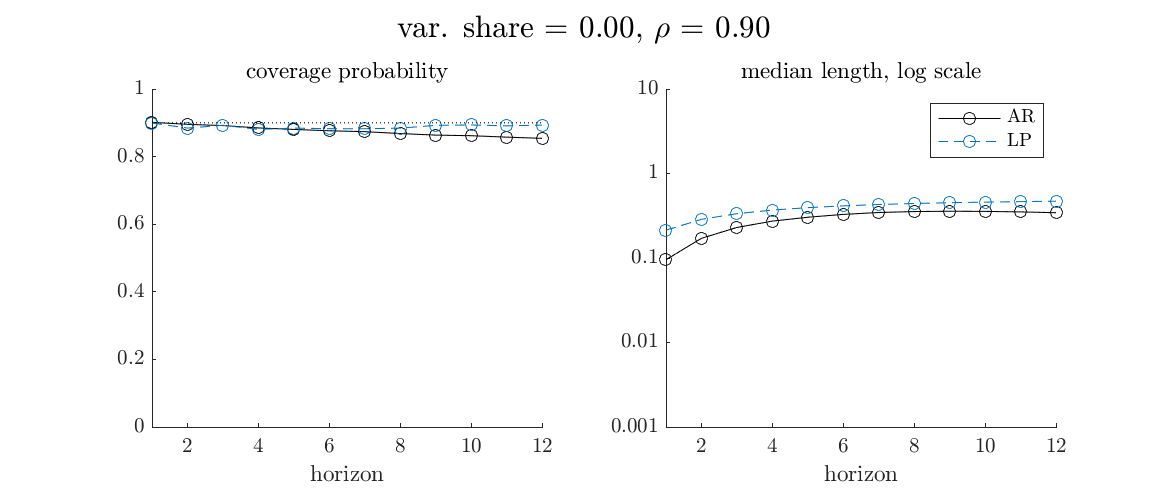 var. share = 0.00, ρ = 0.90
coverage probability
1
0.8
0.6
0.4
0.2
0
2 4 6 8 10 12
horizon
median length, log scale
10
1
0.1
0.01
0.001
2 4 6 8 10 12
horizon
AR
LP